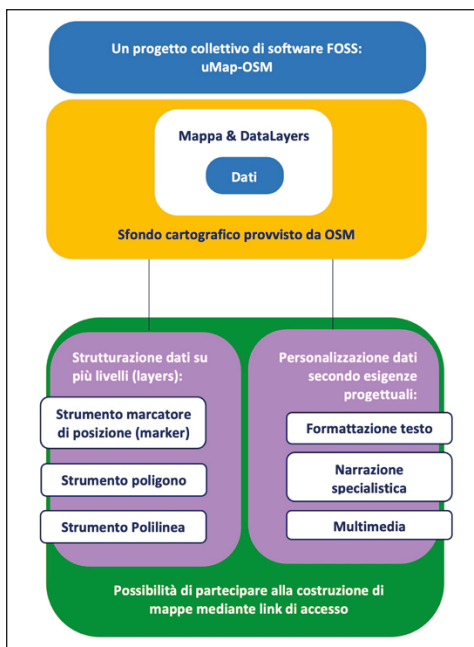 Un progetto collettivo di software FOSS:
uMap-OSM
Mappa & DataLayers
Dati
Sfondo cartografico provvisto da OSM
Strutturazione dati su
più livelli (layers):
Strumento marcatore
di posizione (marker)
Strumento poligono
Strumento Polilinea
Personalizzazione dati
secondo esigenze
progettuali:
Formattazione testo
Narrazione
specialistica
Multimedia
Possibilità di partecipare alla costruzione di
mappe mediante link di accesso